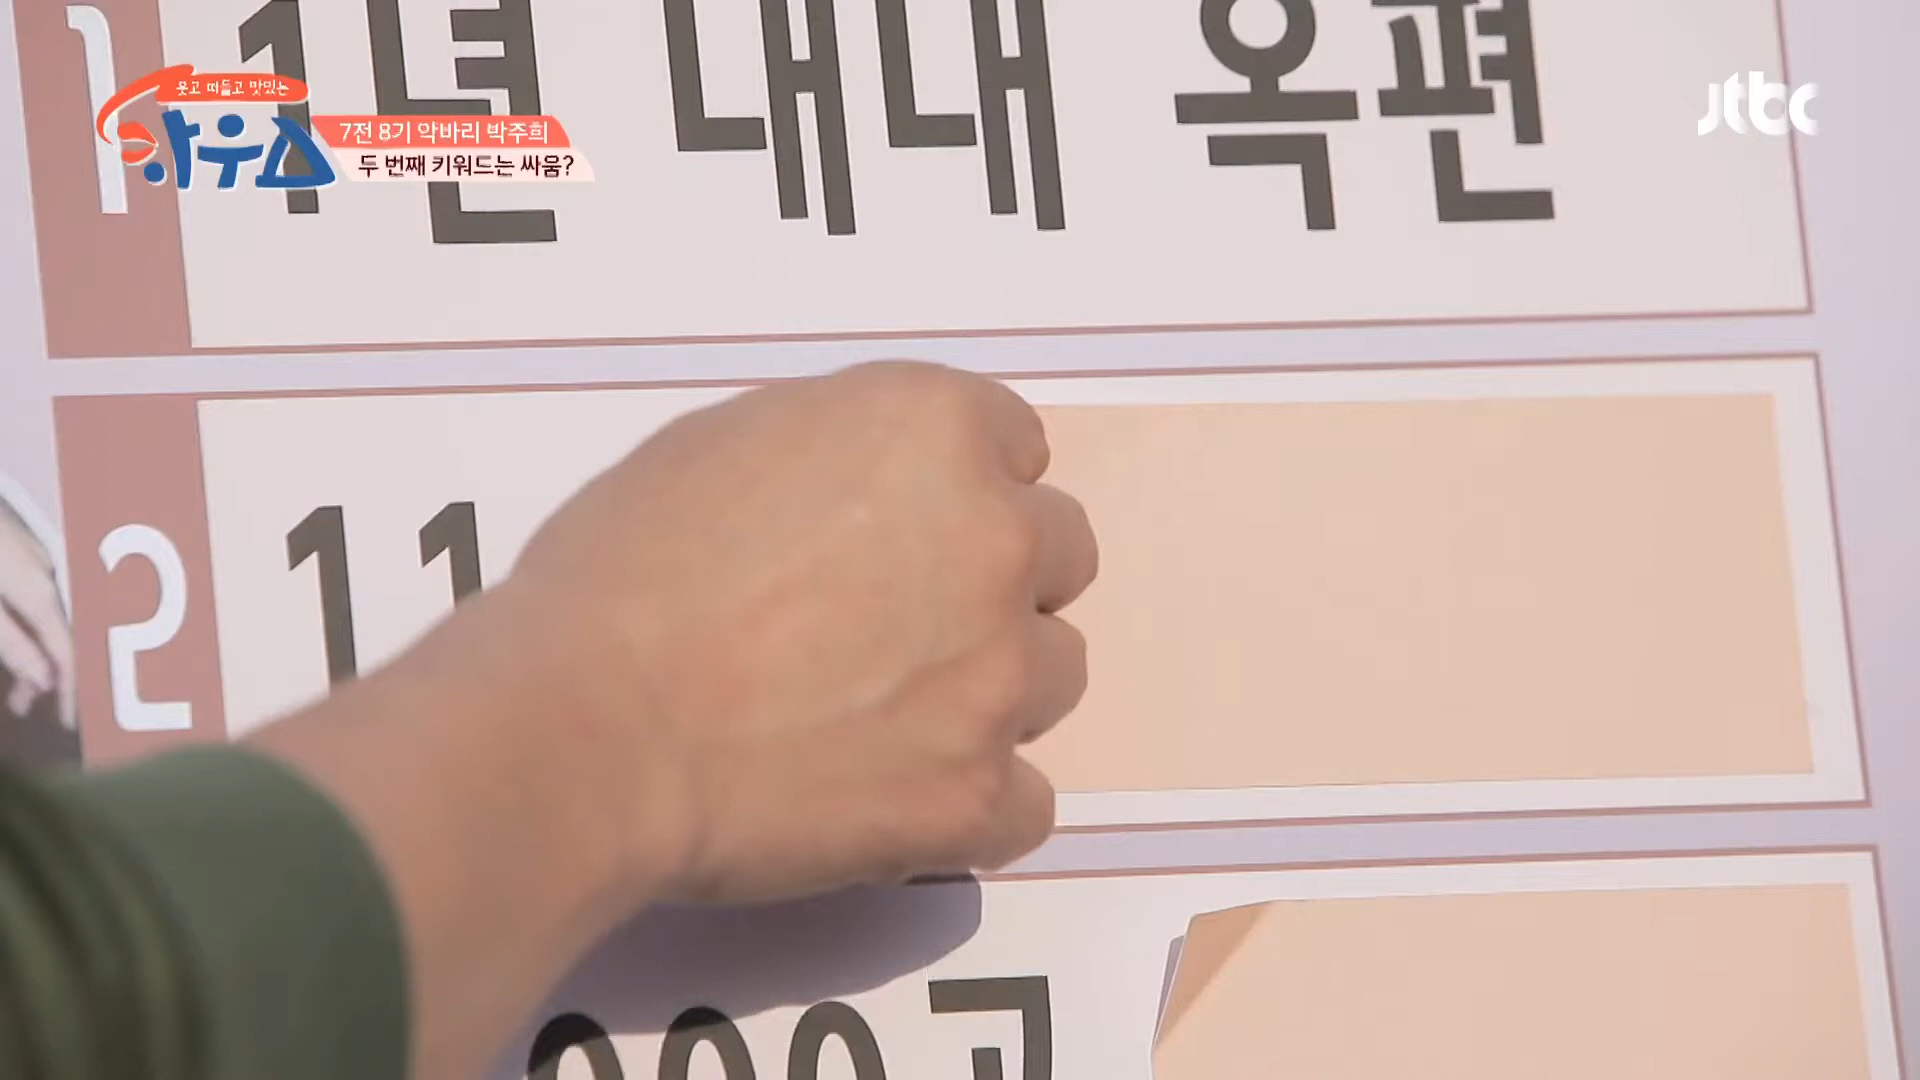 1 1년 내내 옥편
jtbc
웃고 떠들고 맛있는
하우스
7전 8기 악바리 박주희
두 번째 키워드는 싸움?
2 11